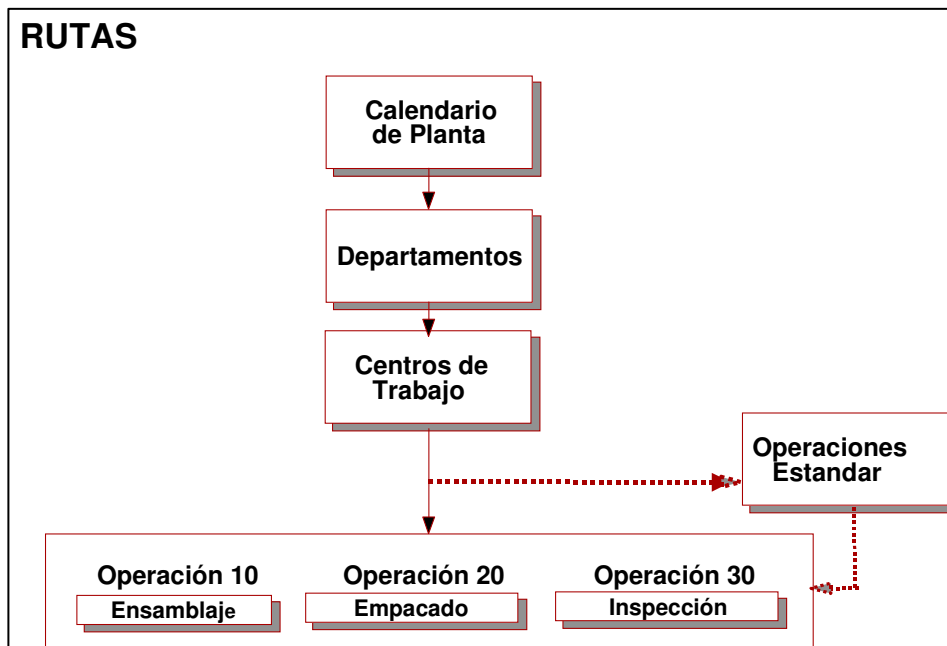 RUTAS
Calendario
de Planta
Departamentos
Centros de
Trabajo
Operaciones
Estandar
Operación 10
Ensamblaje
Operación 20
Empacado
Operación 30
Inspección